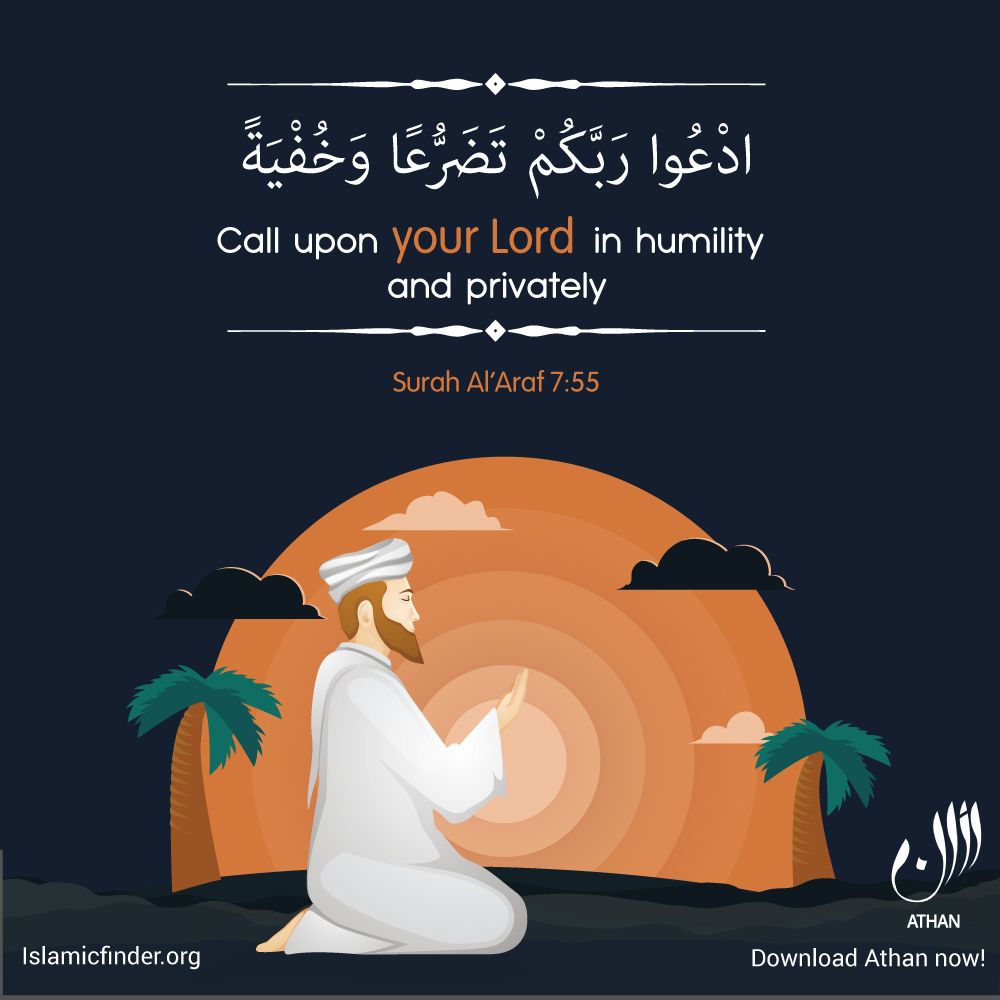 ادْعُوا رَبَّكُمْ تَضَرُّعًا وَخُفْيَةً
Call upon your Lord in humility
and privately
Surah Al’Araf 7:55
اذان
ATHAN
Islamicfinder.org
Download Athan now!